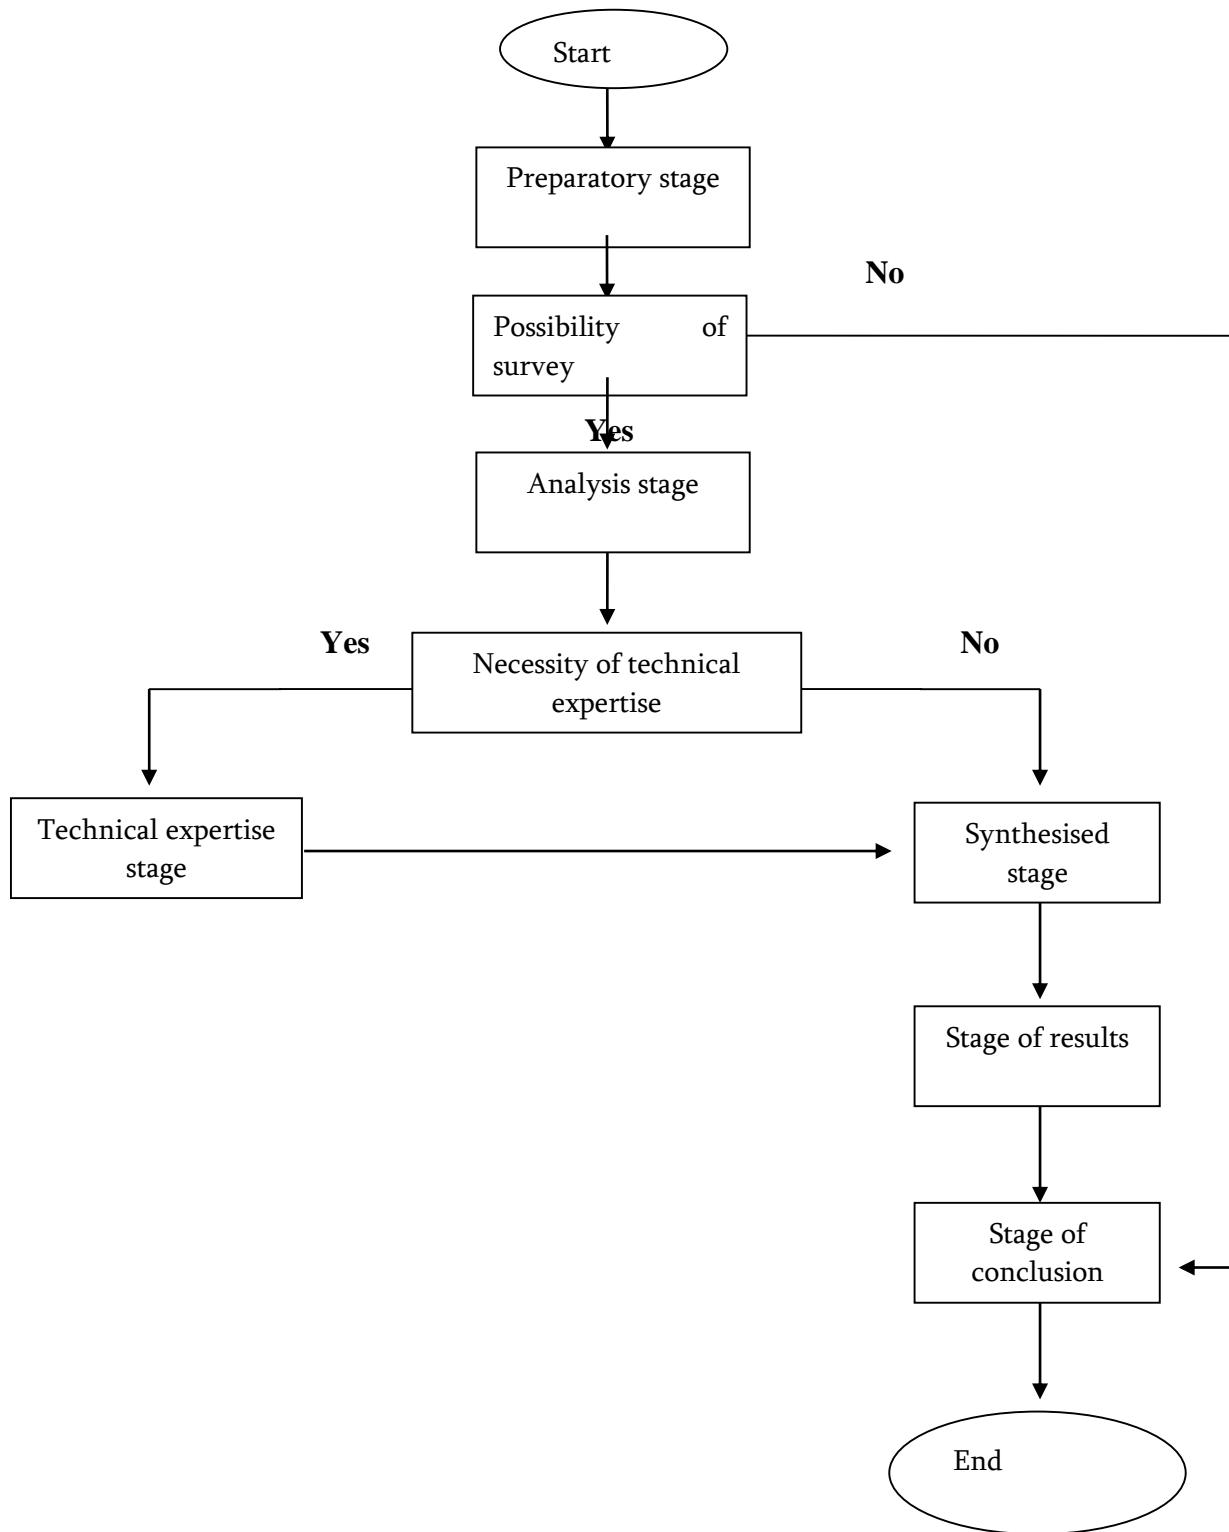 Start
Preparatory stage
No
Possibility of
survey
Yes
Analysis stage
Yes
Necessity of technical
expertise
No
Technical expertise
stage
Synthesised
stage
Stage of results
Stage of
conclusion
End